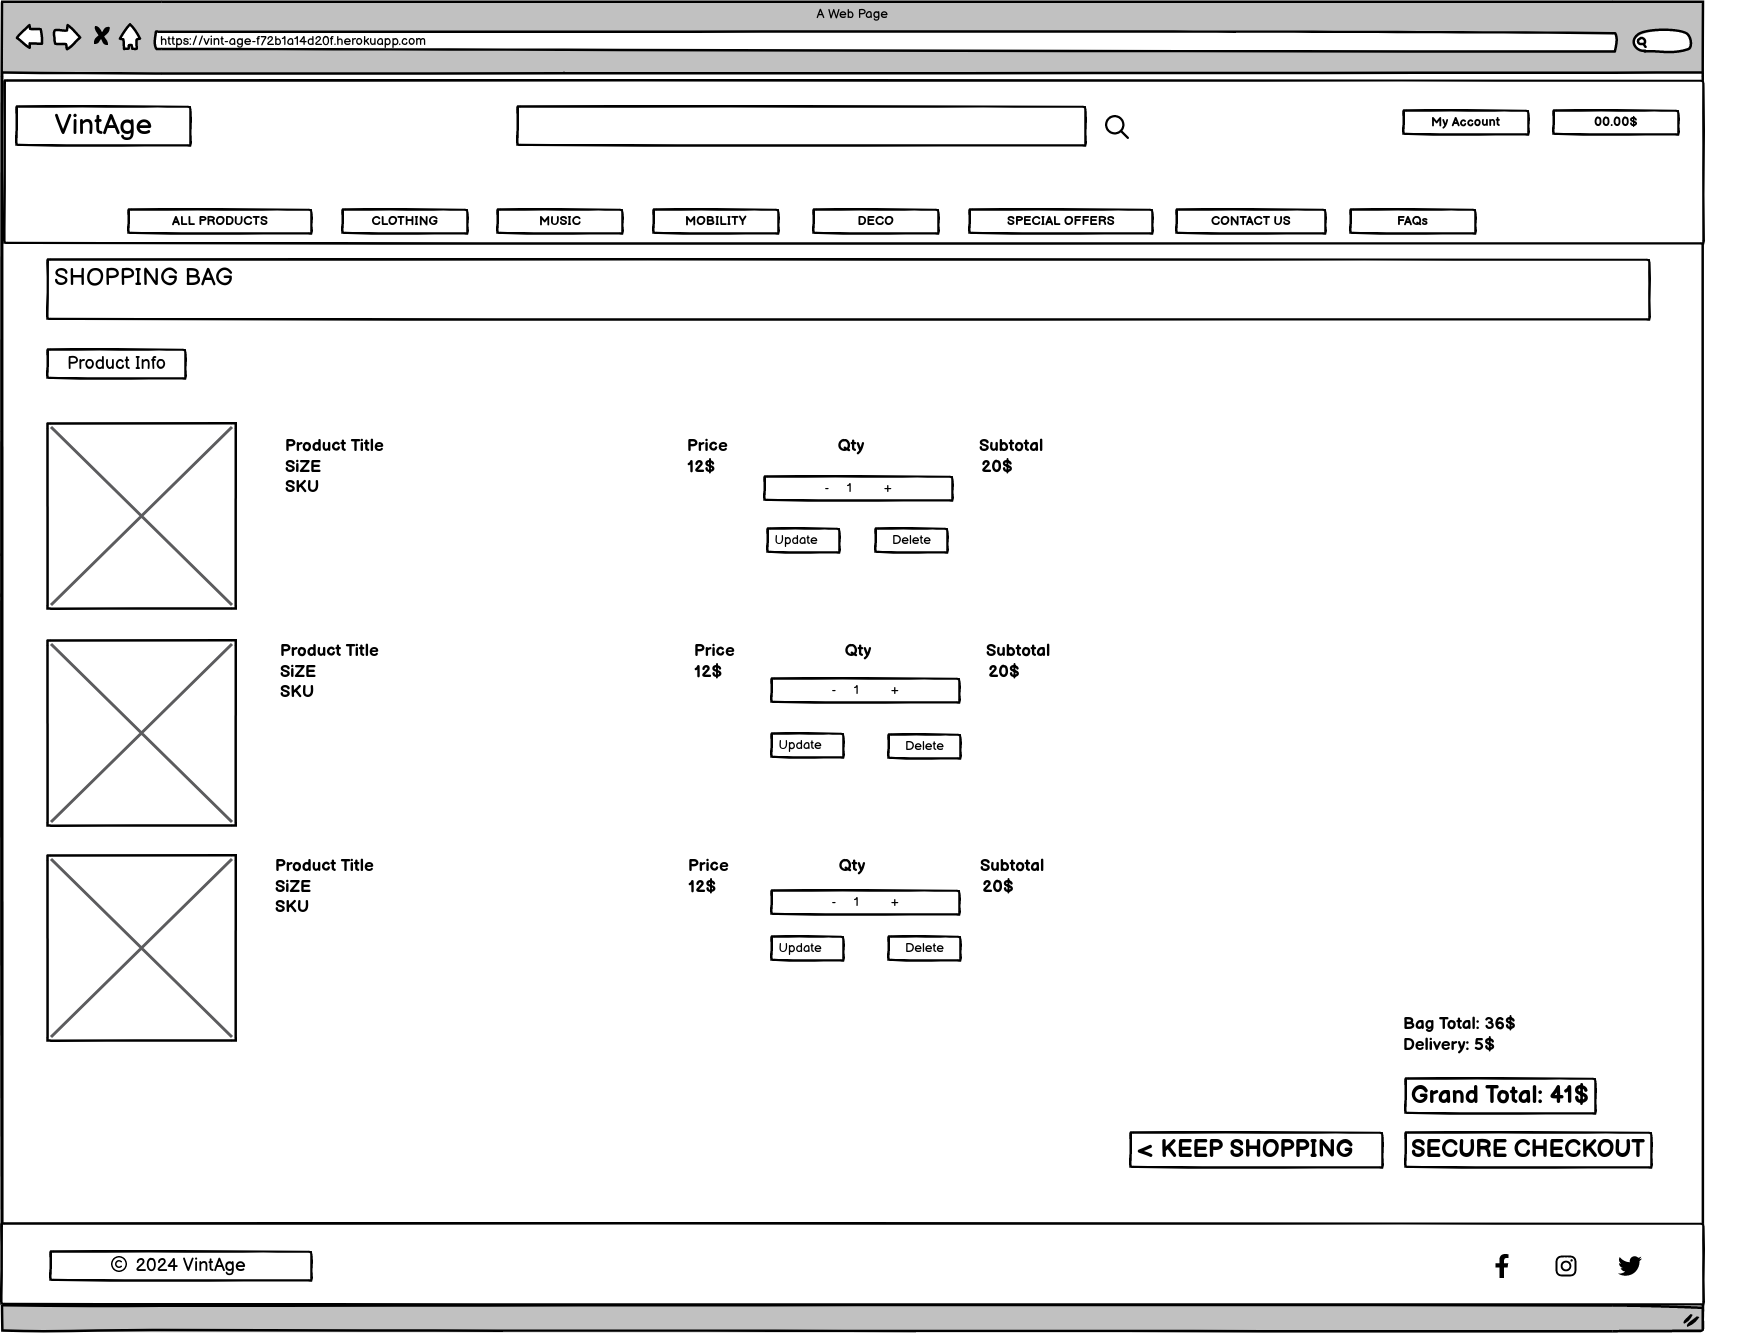 A Web Page
https://vint-age-f72b1a14d20f.herokuapp.com
VintAge
My Account
00.00$
ALL PRODUCTS
CLOTHING
MUSIC
MOBILITY
DECO
SPECIAL OFFERS
CONTACT US
FAQs
SHOPPING BAG
Product Info
Product Title
SiZE
SKU
Price
12$
Qty
- 1 +
Update
Delete
Subtotal
20$
Product Title
SiZE
SKU
Price
12$
Qty
- 1 +
Update
Delete
Subtotal
20$
Product Title
SiZE
SKU
Price
12$
Qty
- 1 +
Update
Delete
Subtotal
20$
Bag Total: 36$
Delivery: 5$
Grand Total: 41$
< KEEP SHOPPING
SECURE CHECKOUT
© 2024 VintAge